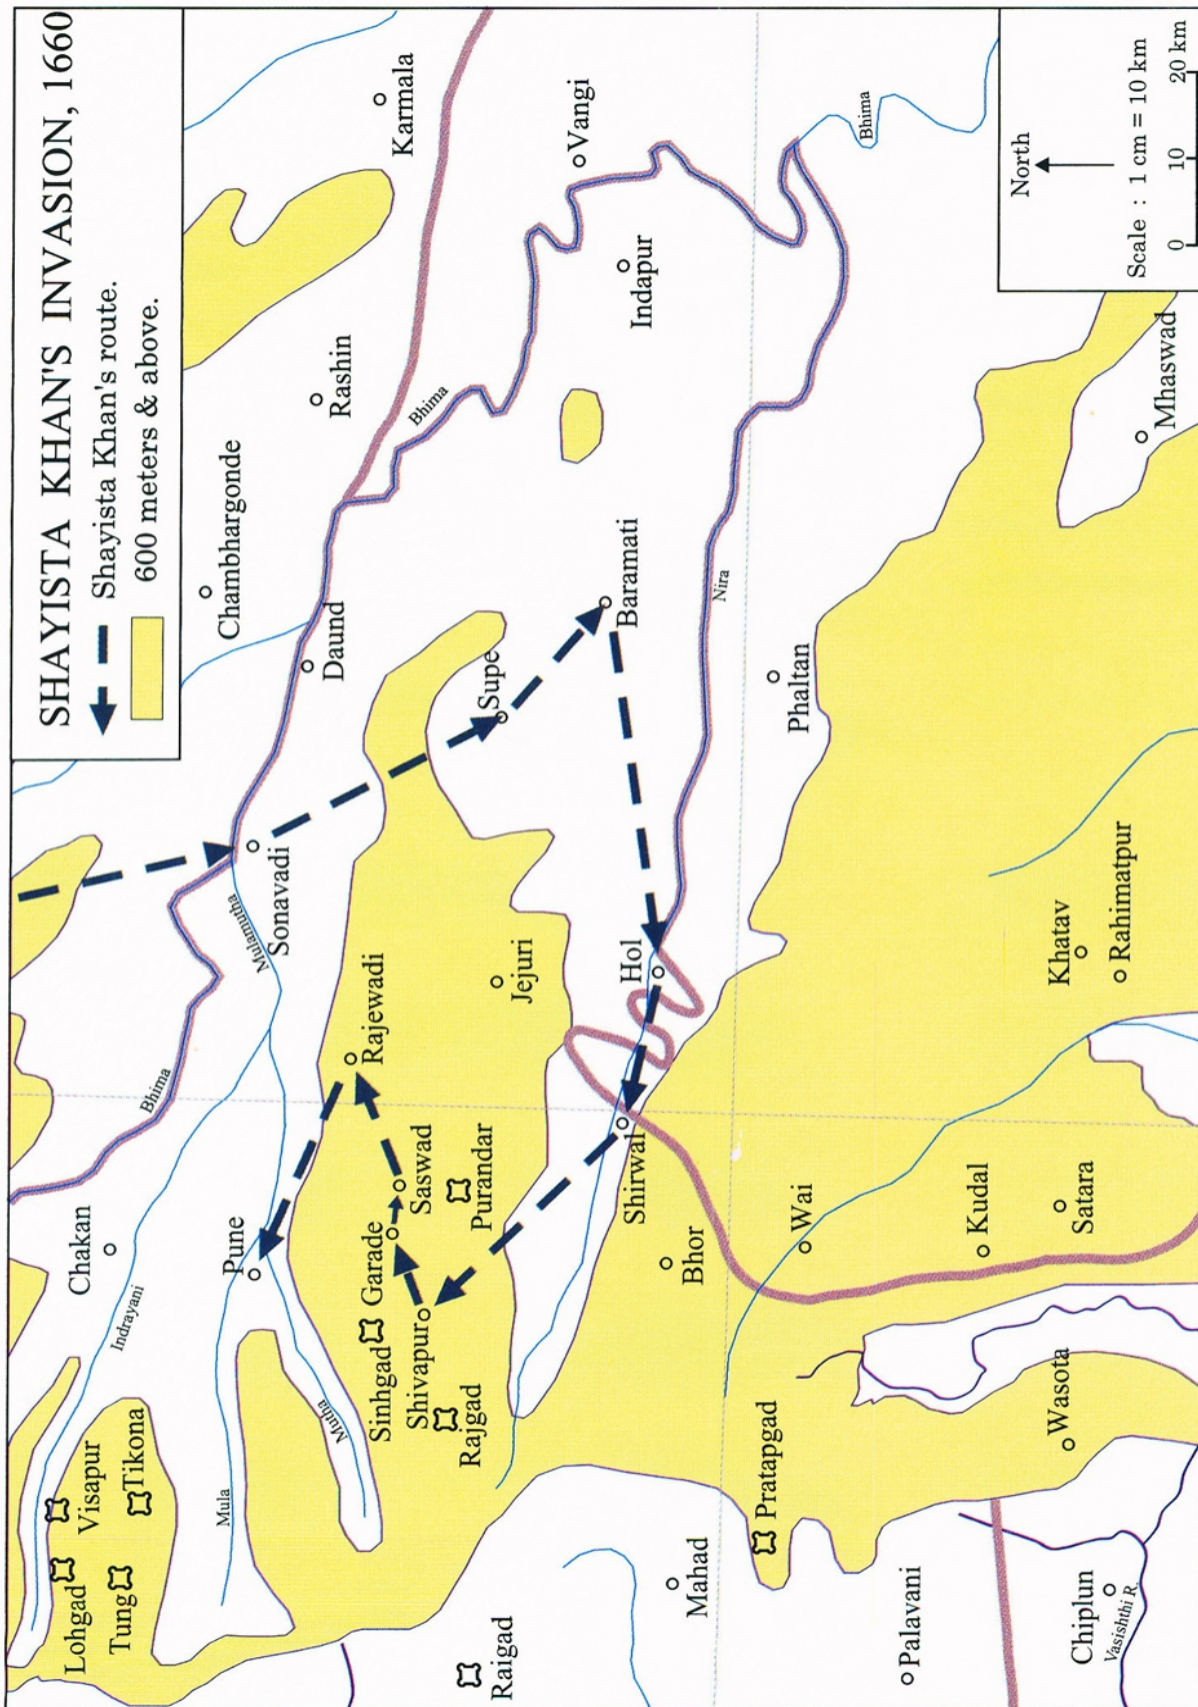 SHAYISTA KHAN'S INVASION, 1660
Shayista Khan's route.
600 meters & above.
Lohgad
Visapur
Tung
Tikona
Indrayani
Chakan
Bhima
Mula
Pune
Mulamutha
Sonavadi
Chambhargonde
Daund
Rashin
Karmala
Mutha
Sinhgad
Garade
Shivapur
Rajgad
Saswad
Purandar
Rajewadi
Jejuri
Supe
Bhima
Vangi
Raigad
Baramati
Indapur
Mahad
Bhor
Shirwal
Hol
Nira
Phaltan
Bhima
Pratapgad
Wai
Palavani
Kudal
Satara
Wasota
Khatav
Rahimatpur
Mhaswad
Chiplun
Vasishthi R.
North
Scale : 1 cm = 10 km
0 10 20 km